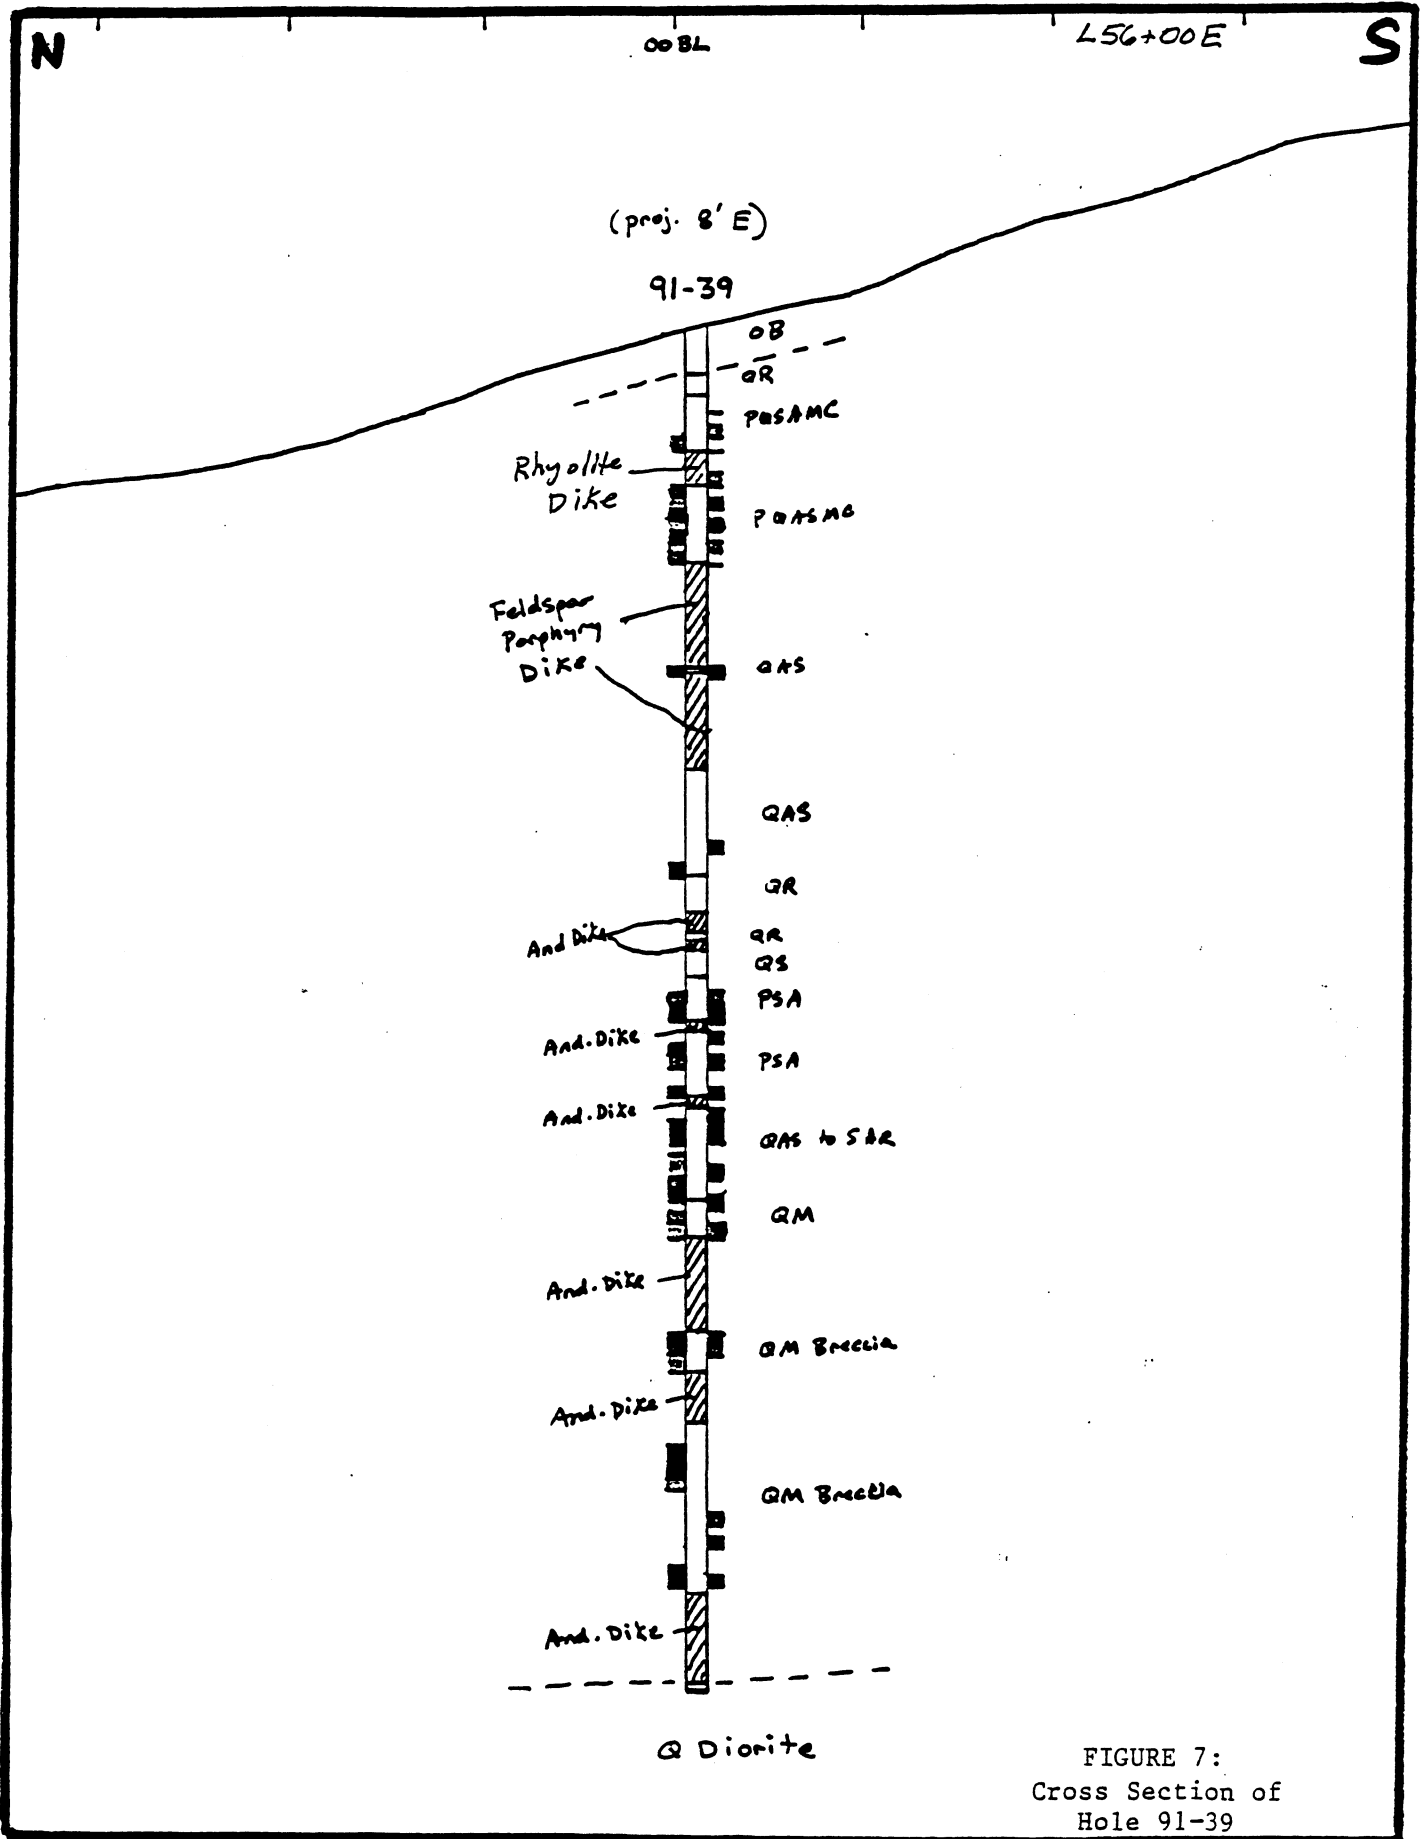 N
00 BL
L56+00E
S
(proj. 8' E)
91-39
OB
QR
PQSAMC
Rhyolite
Dike
PQASMC
Feldspar
Porphyry
Dike
QAS
QAS
QR
And Dike
QR
QS
PSA
And. Dike
PSA
And. Dike
QAS to SAR
QM
And. Dike
QM Breccia
And. Dike
QM Breccia
And. Dike
Q Diorite
FIGURE 7:
Cross Section of
Hole 91-39